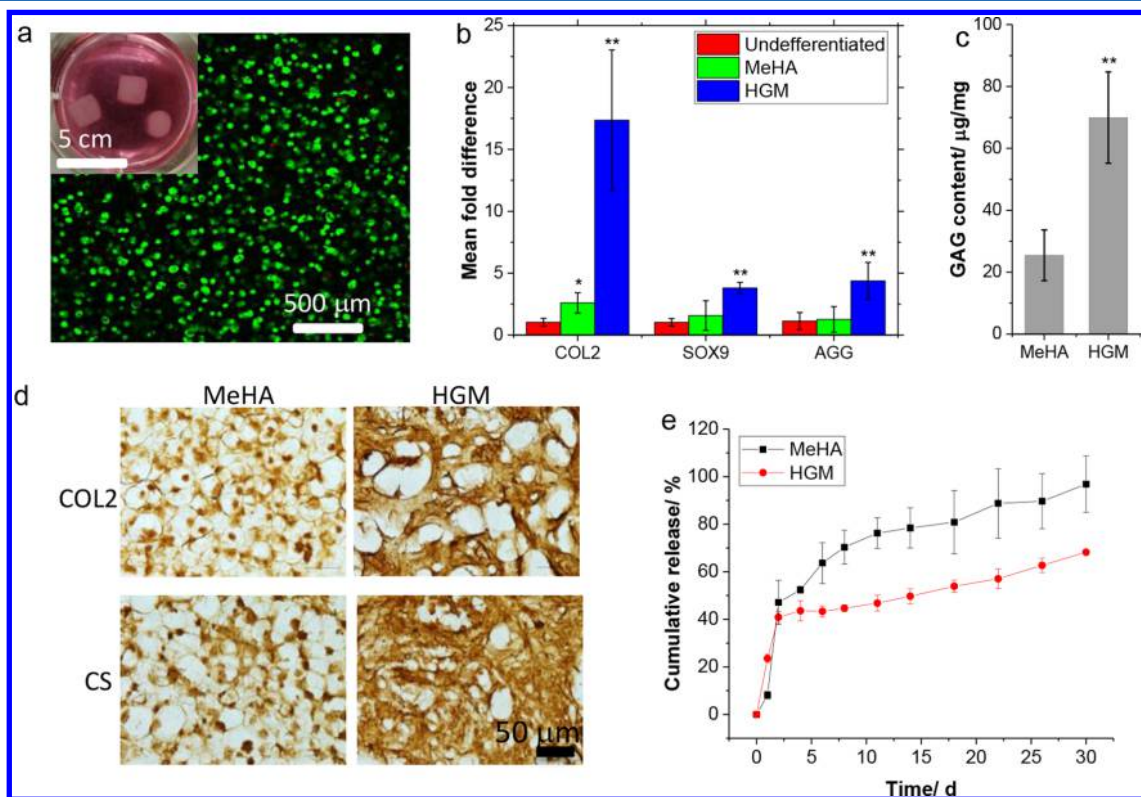 a
5 cm
500 μm
b
Undefferentiated
MeHA
HGM
Mean fold difference
25
20
15
10
5
0
**
*
**
**
COL2 SOX9 AGG
c
GAG content/ μg/mg
100
80
60
40
20
0
**
MeHA HGM
d
MeHA HGM
COL2
CS
50 μm
e
MeHA
HGM
Cumulative release/ %
120
100
80
60
40
20
0
0 5 10 15 20 25 30
Time/ d